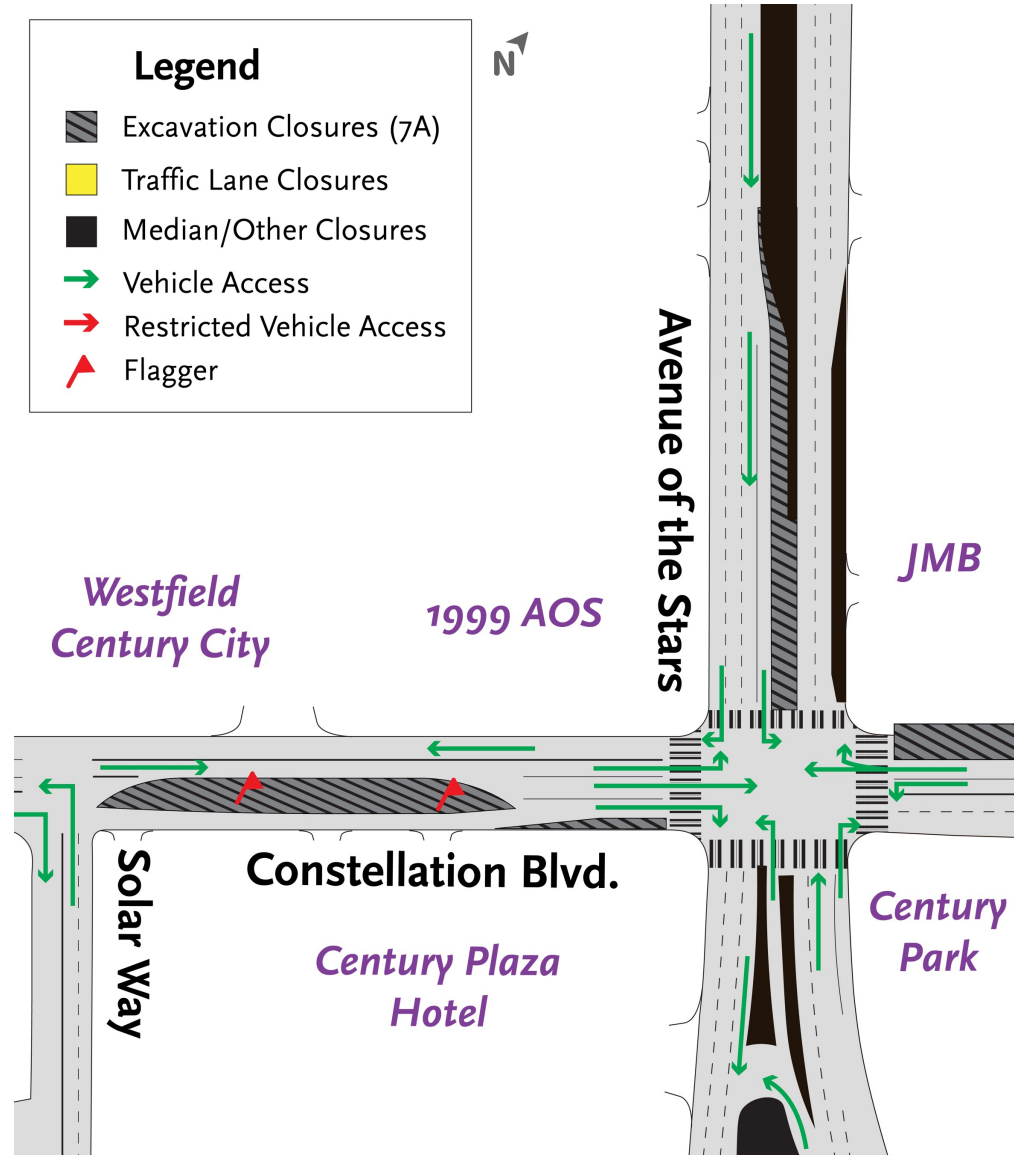 Legend
Excavation Closures (7A)
Traffic Lane Closures
Median/Other Closures
Vehicle Access
Restricted Vehicle Access
Flagger
N
Avenue of the Stars
JMB
Westfield
Century City
1999 AOS
Solar Way
Constellation Blvd.
Century Plaza
Hotel
Century
Park